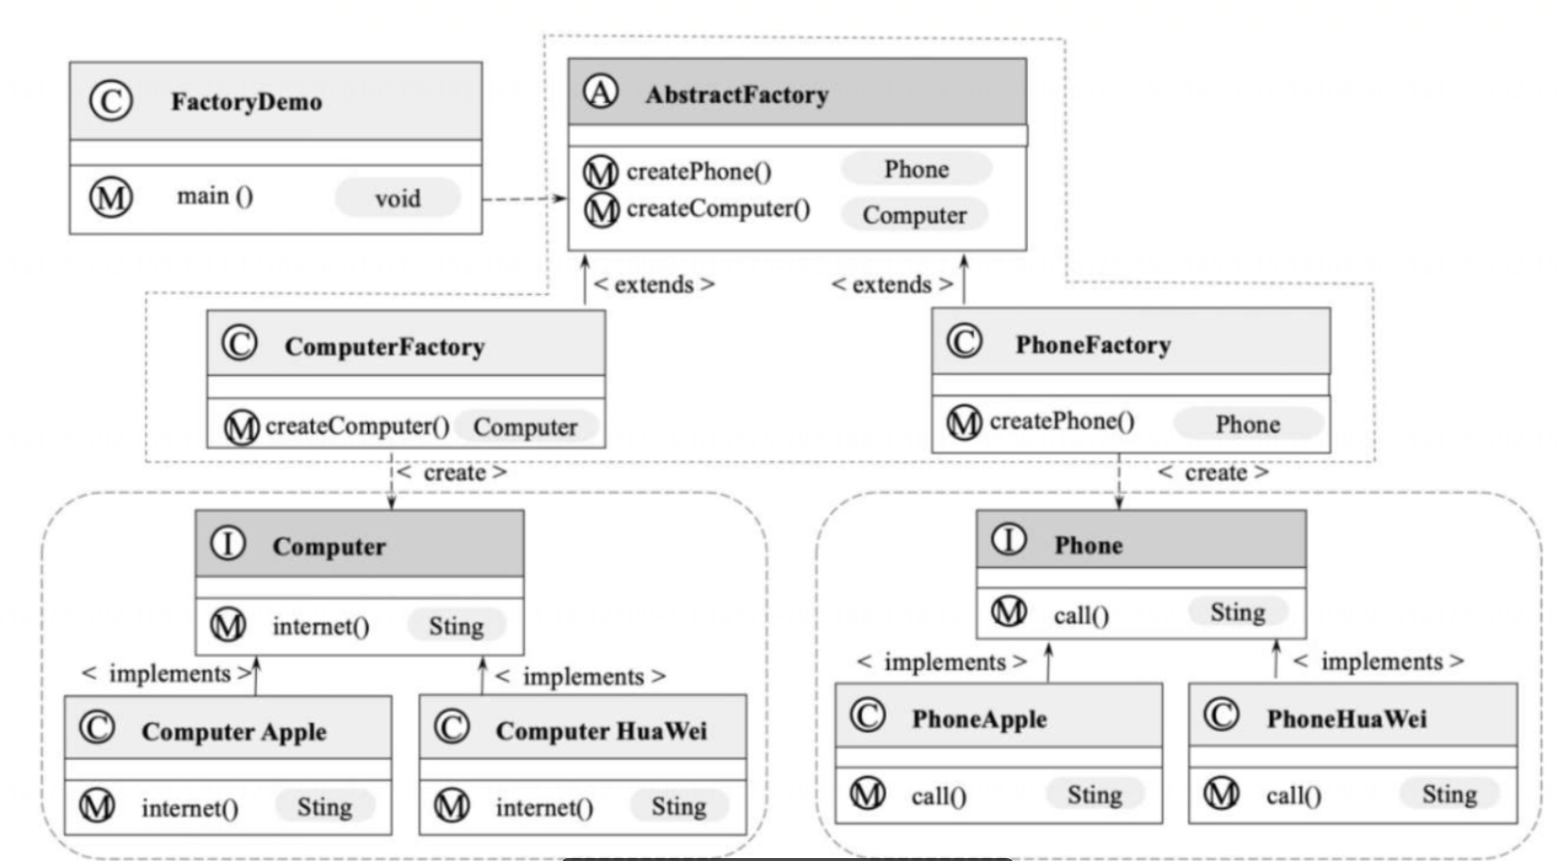 C FactoryDemo
M main () void
A AbstractFactory
M createPhone() Phone
M createComputer() Computer
< extends >
< extends >
C ComputerFactory
M createComputer() Computer
C PhoneFactory
M createPhone() Phone
< create >
< create >
I Computer
M internet() Sting
< implements >
< implements >
C Computer Apple
M internet() Sting
C Computer HuaWei
M internet() Sting
I Phone
M call() Sting
< implements >
< implements >
C PhoneApple
M call() Sting
C PhoneHuaWei
M call() Sting